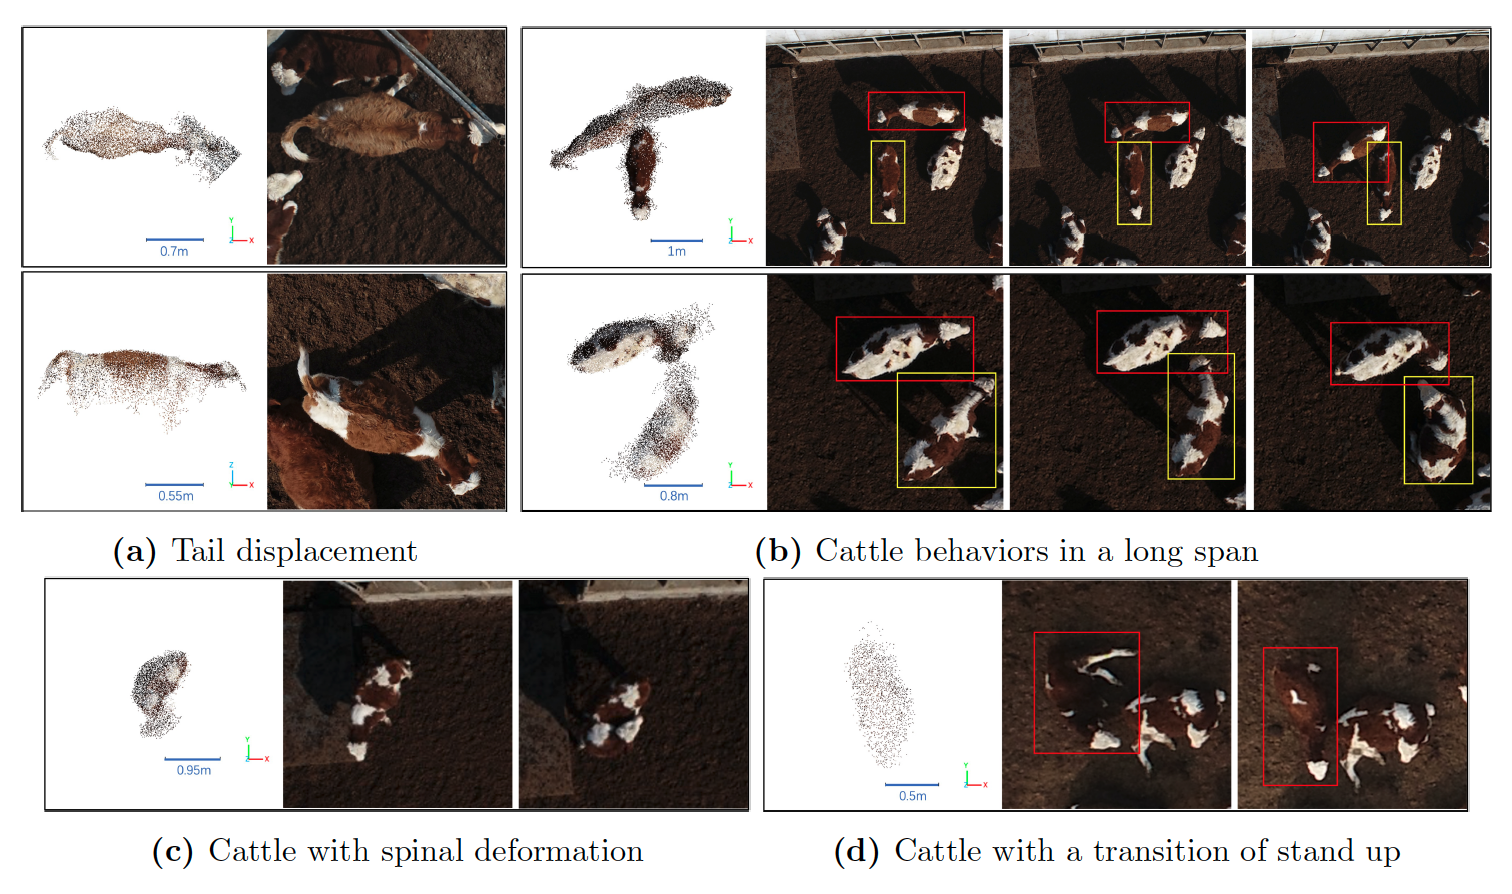 Y
Z X
0.7m
Y
Z X
1m
Z
Y X
0.55m
Y
Z X
0.8m
(a) Tail displacement
(b) Cattle behaviors in a long span
Y
Z X
0.95m
Y
Z X
0.5m
(c) Cattle with spinal deformation
(d) Cattle with a transition of stand up